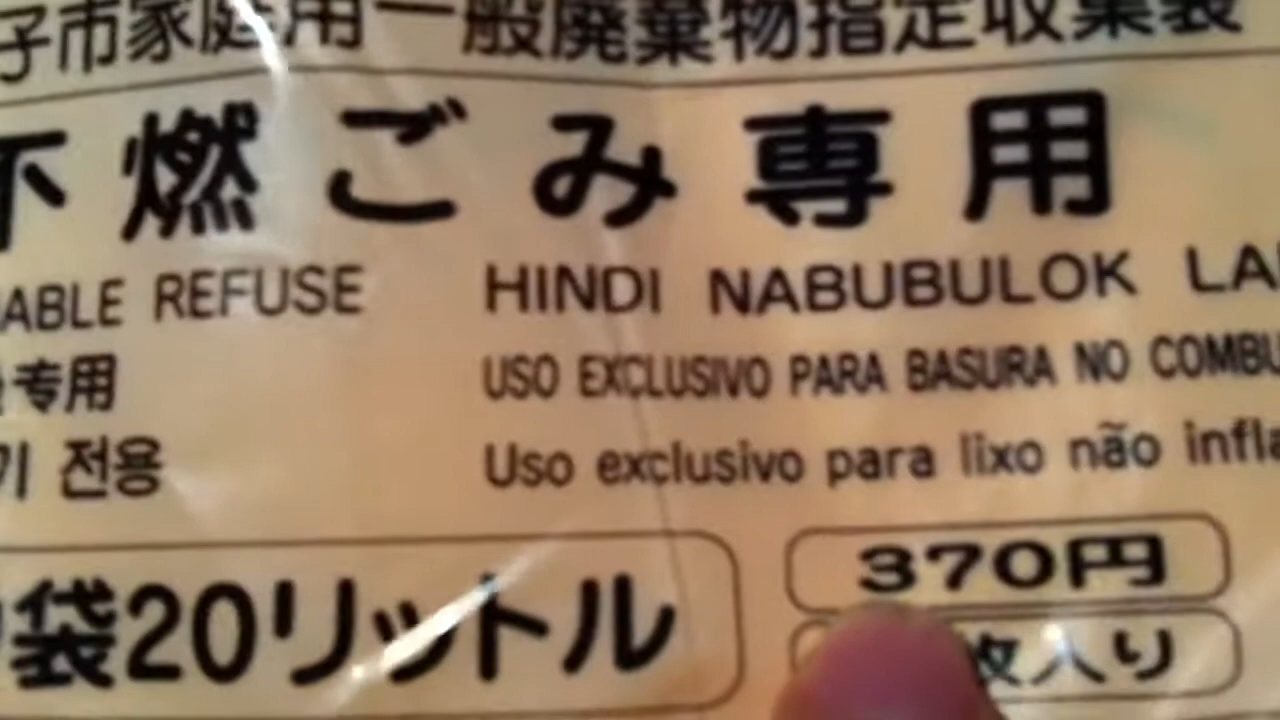 子市家庭用一般廃棄物指定収集袋
不燃ごみ専用
ABLE REFUSE
HINDI NABUBULOK LA
专用
USO EXCLUSIVO PARA BASURA NO COMBU
기 전용
Uso exclusivo para lixo não infla
袋20リットル
370円
枚入り